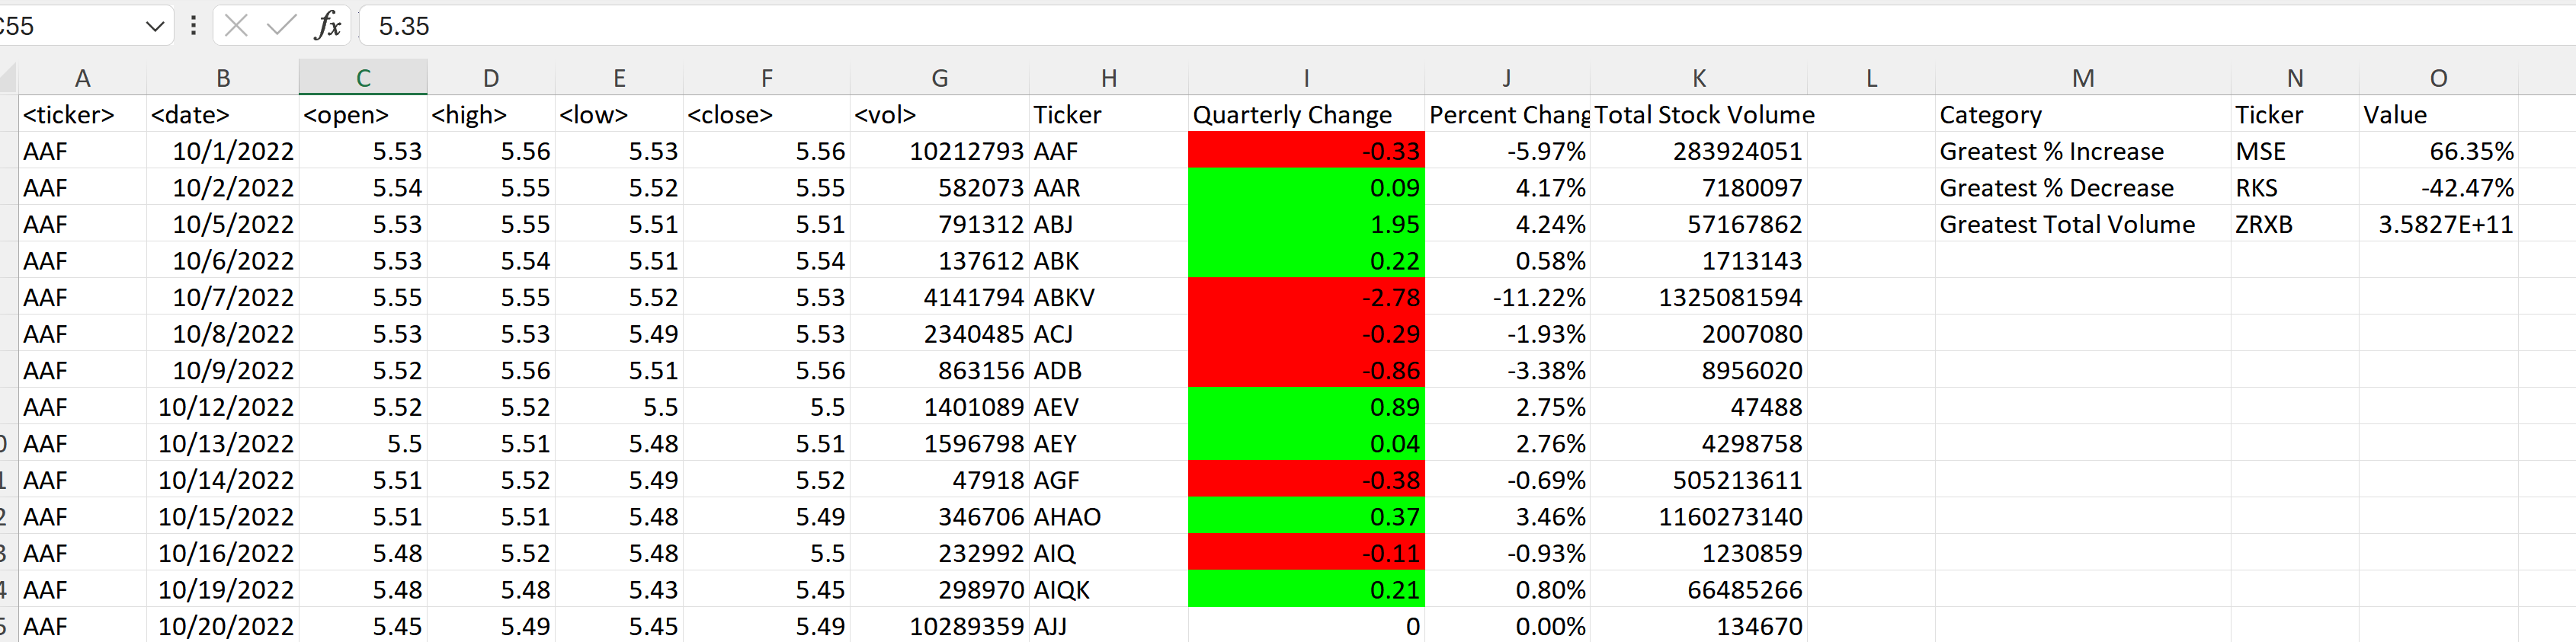 C55 fx 5.35
A B C D E F G H I J K L M N O
<ticker> <date> <open> <high> <low> <close> <vol> Ticker Quarterly Change Percent Chang Total Stock Volume Category Ticker Value
AAF 10/1/2022 5.53 5.56 5.53 5.56 10212793 AAF -0.33 -5.97% 283924051 Greatest % Increase MSE 66.35%
AAF 10/2/2022 5.54 5.55 5.52 5.55 582073 AAR 0.09 4.17% 7180097 Greatest % Decrease RKS -42.47%
AAF 10/5/2022 5.53 5.55 5.51 5.51 791312 ABJ 1.95 4.24% 57167862 Greatest Total Volume ZRXB 3.5827E+11
AAF 10/6/2022 5.53 5.54 5.51 5.54 137612 ABK 0.22 0.58% 1713143
AAF 10/7/2022 5.55 5.55 5.52 5.53 4141794 ABKV -2.78 -11.22% 1325081594
AAF 10/8/2022 5.53 5.53 5.49 5.53 2340485 ACJ -0.29 -1.93% 2007080
AAF 10/9/2022 5.52 5.56 5.51 5.56 863156 ADB -0.86 -3.38% 8956020
AAF 10/12/2022 5.52 5.52 5.5 5.5 1401089 AEV 0.89 2.75% 47488
0 AAF 10/13/2022 5.5 5.51 5.48 5.51 1596798 AEY 0.04 2.76% 4298758
1 AAF 10/14/2022 5.51 5.52 5.49 5.52 47918 AGF -0.38 -0.69% 505213611
2 AAF 10/15/2022 5.51 5.51 5.48 5.49 346706 AHAO 0.37 3.46% 1160273140
3 AAF 10/16/2022 5.48 5.52 5.48 5.5 232992 AIQ -0.11 -0.93% 1230859
4 AAF 10/19/2022 5.48 5.48 5.43 5.45 298970 AIQK 0.21 0.80% 66485266
5 AAF 10/20/2022 5.45 5.49 5.45 5.49 10289359 AJJ 0 0.00% 134670